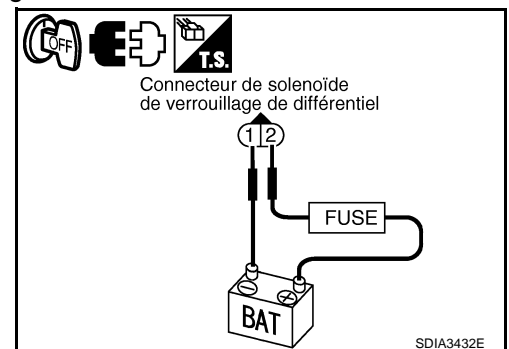 OFF
T.S.
Connecteur de solenoïde
de verrouillage de différentiel
1 2
FUSE
BAT
SDIA3432E